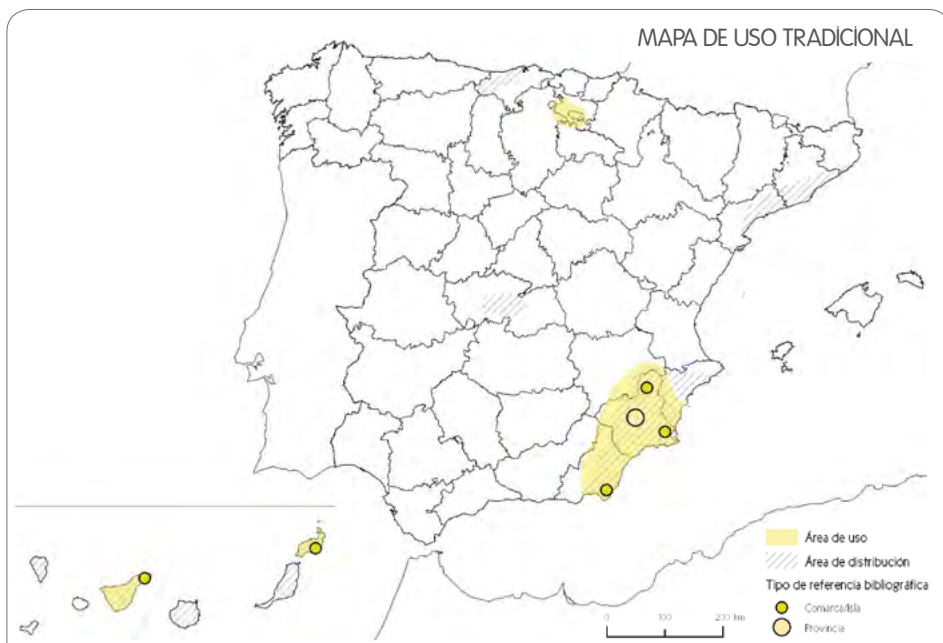 MAPA DE USO TRADICIONAL
Área de uso
Área de distribución
Tipo de referencia bibliográfica
Comarca/Isla
Provincia
0 100 200 km